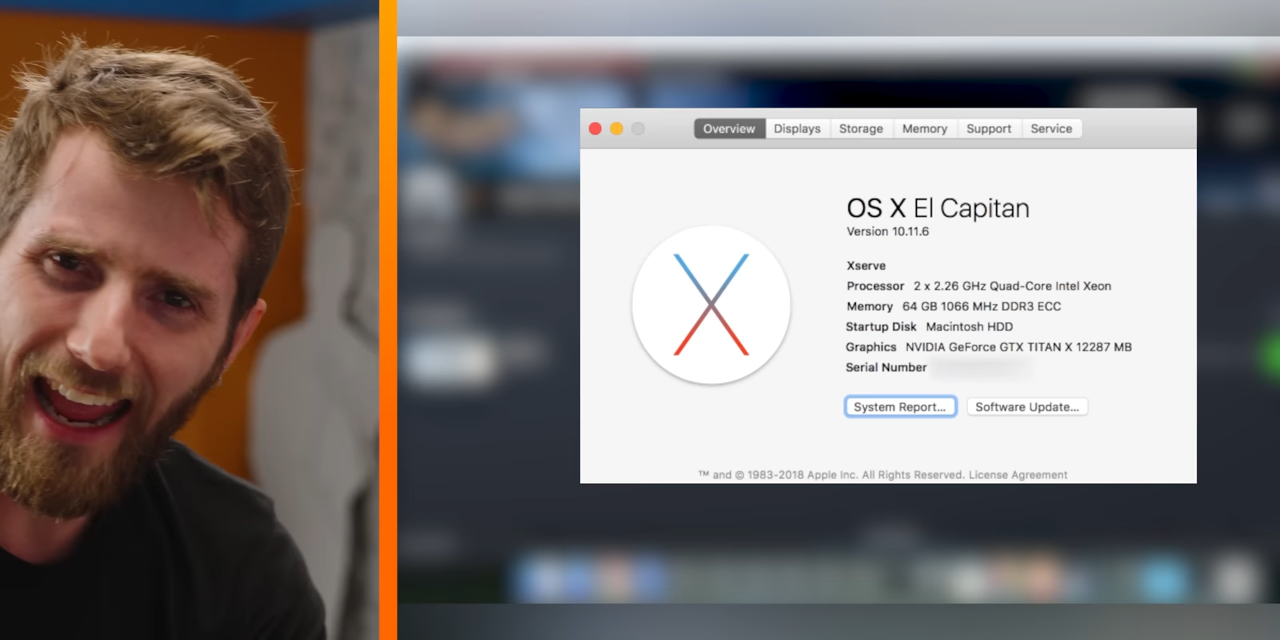 Overview Displays Storage Memory Support Service
OS X El Capitan
Version 10.11.6
Xserve
Processor 2 x 2.26 GHz Quad-Core Intel Xeon
Memory 64 GB 1066 MHz DDR3 ECC
Startup Disk Macintosh HDD
Graphics NVIDIA GeForce GTX TITAN X 12287 MB
Serial Number
System Report... Software Update...
™ and © 1983-2018 Apple Inc. All Rights Reserved. License Agreement